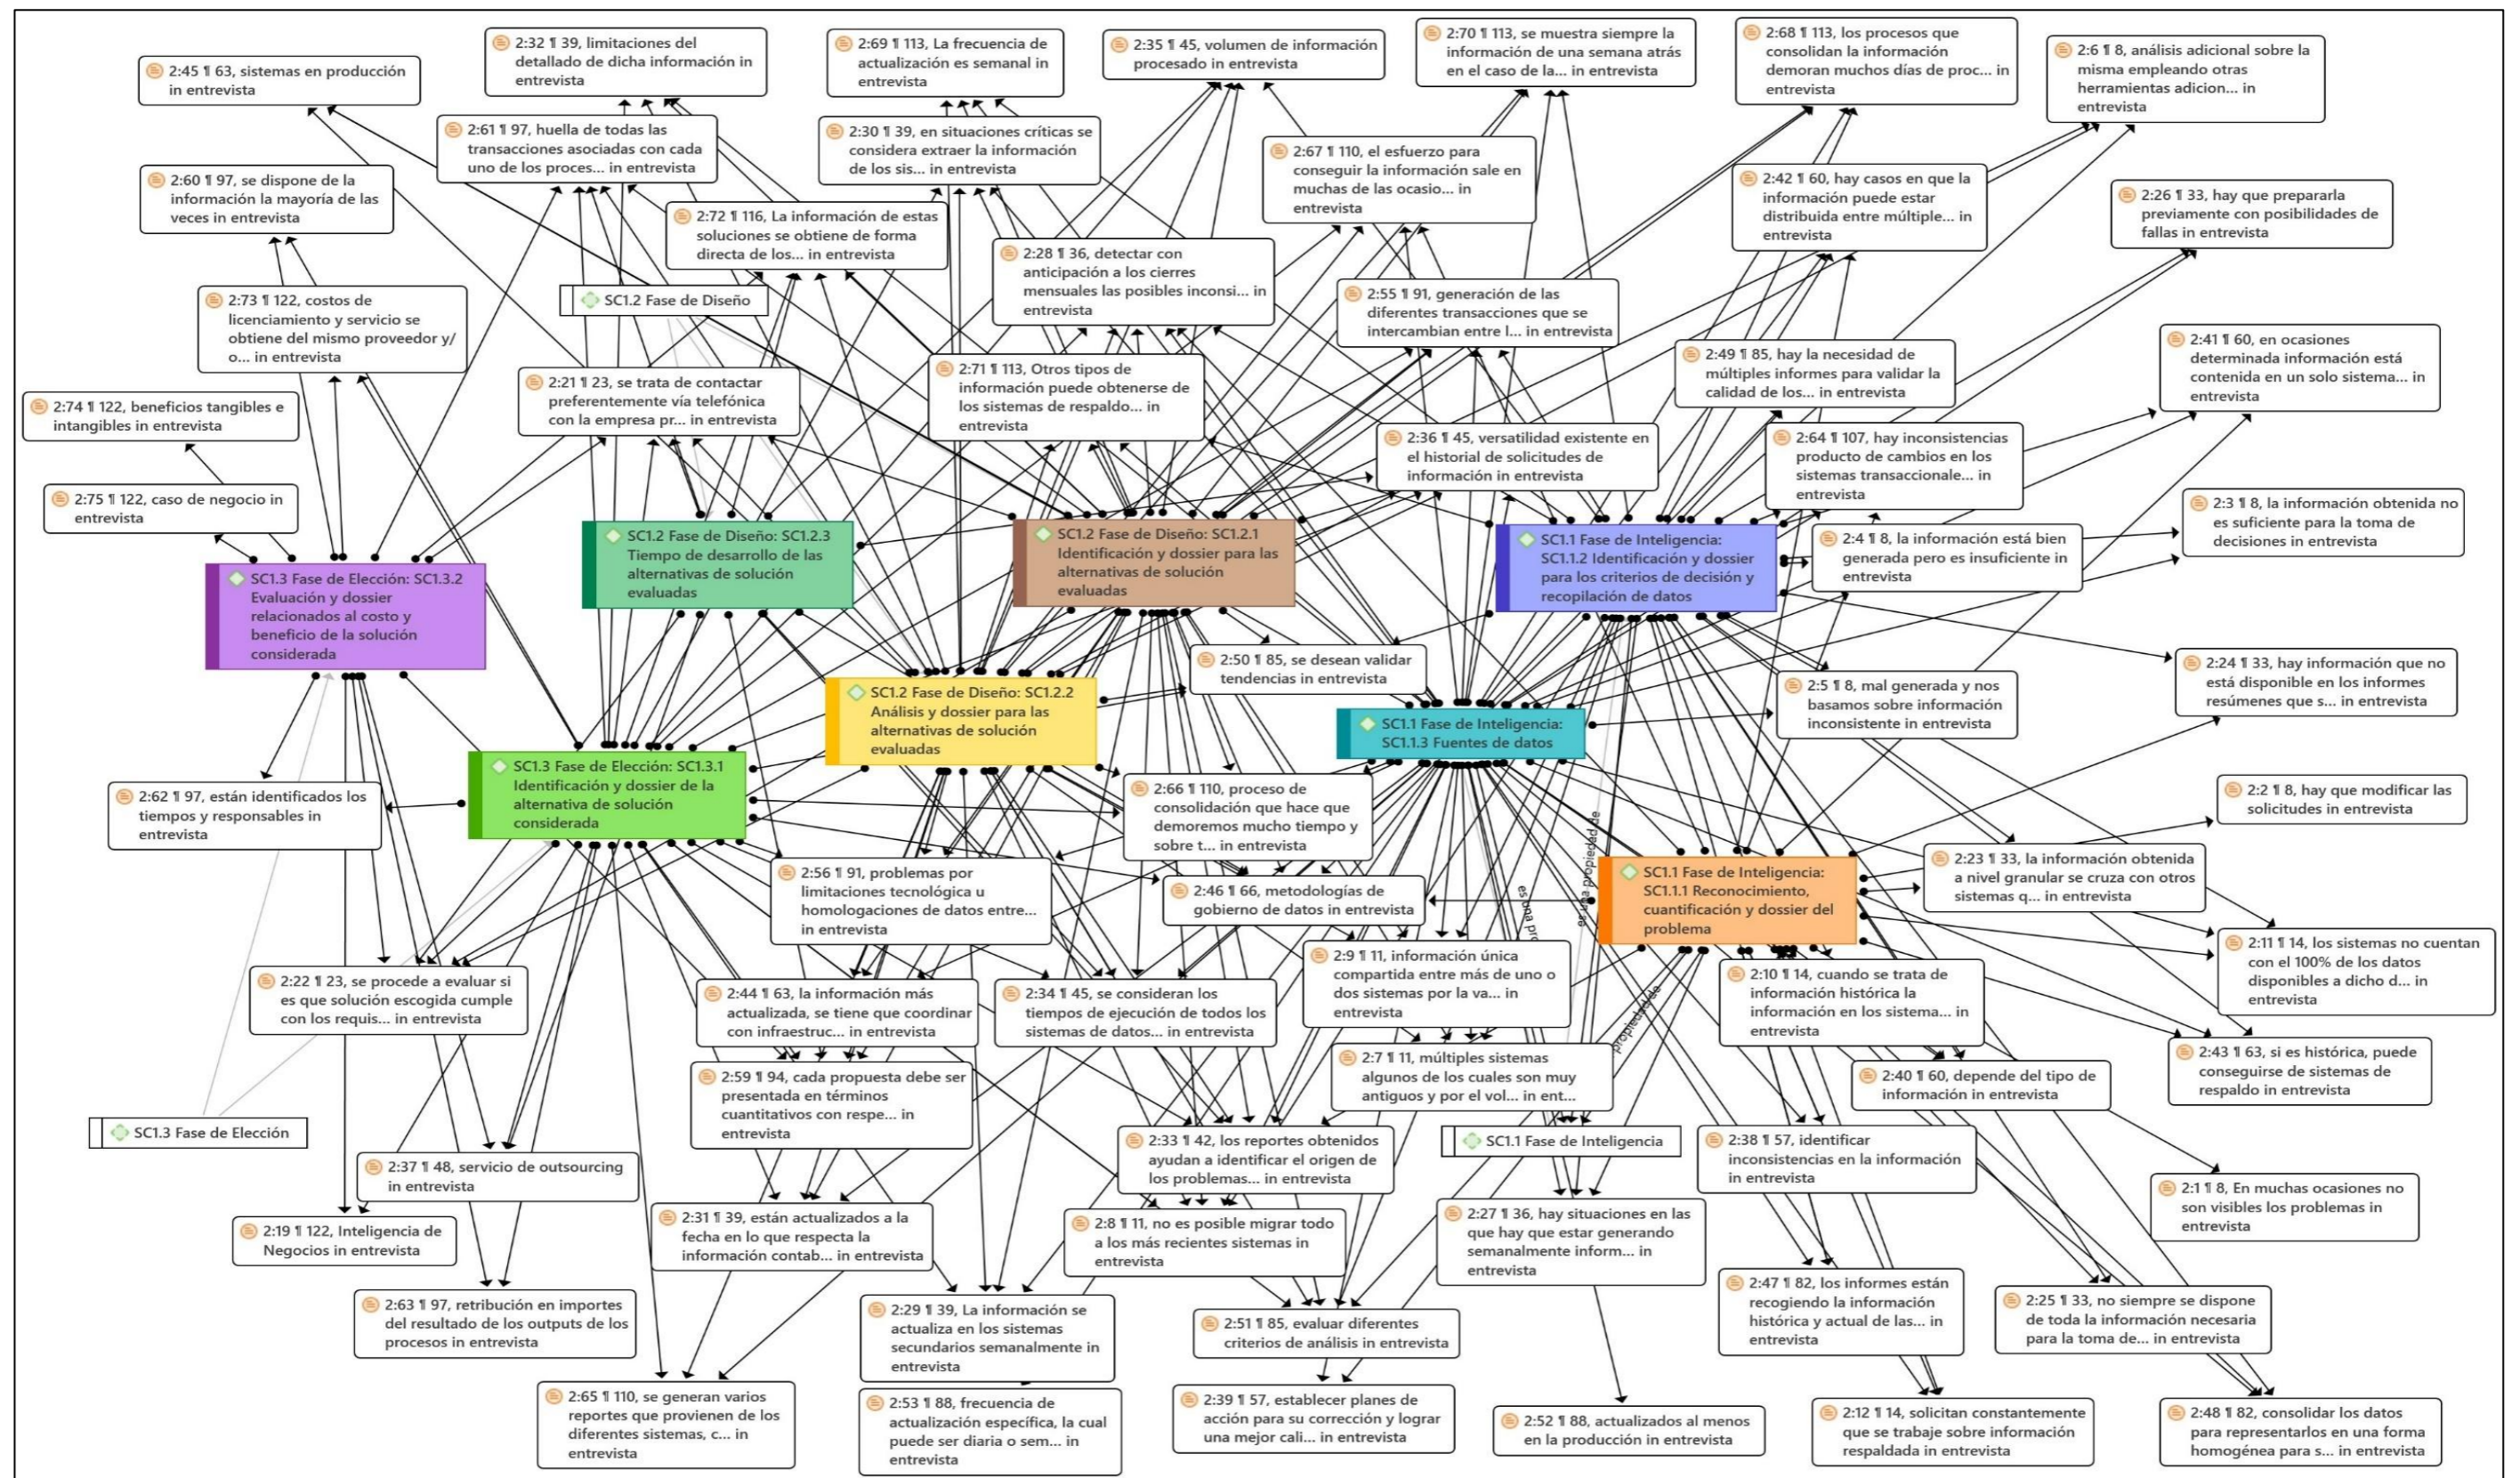 2:45 ¶ 63, sistemas en producción
in entrevista
2:32 ¶ 39, limitaciones del
detallado de dicha información in
entrevista
2:69 ¶ 113, La frecuencia de
actualización es semanal in
entrevista
2:35 ¶ 45, volumen de información
procesado in entrevista
2:70 ¶ 113, se muestra siempre la
información de una semana atrás
en el caso de la... in entrevista
2:68 ¶ 113, los procesos que
consolidan la información
demoran muchos días de proc... in
entrevista
2:6 ¶ 8, análisis adicional sobre la
misma empleando otras
herramientas adicion... in
entrevista
2:61 ¶ 97, huella de todas las
transacciones asociadas con cada
uno de los proces... in entrevista
2:30 ¶ 39, en situaciones críticas se
considera extraer la información
de los sis... in entrevista
2:67 ¶ 110, el esfuerzo para
conseguir la información sale en
muchas de las ocasio... in
entrevista
2:60 ¶ 97, se dispone de la
información la mayoría de las
veces in entrevista
2:42 ¶ 60, hay casos en que la
información puede estar
distribuida entre múltiple... in
entrevista
2:26 ¶ 33, hay que prepararla
previamente con posibilidades de
fallas in entrevista
2:72 ¶ 116, La información de estas
soluciones se obtiene de forma
directa de los... in entrevista
2:28 ¶ 36, detectar con
anticipación a los cierres
mensuales las posibles inconsi... in
entrevista
2:73 ¶ 122, costos de
licenciamiento y servicio se
obtiene del mismo proveedor y/
o... in entrevista
SC1.2 Fase de Diseño
2:55 ¶ 91, generación de las
diferentes transacciones que se
intercambian entre l... in entrevista
2:41 ¶ 60, en ocasiones
determinada información está
contenida en un solo sistema... in
entrevista
2:49 ¶ 85, hay la necesidad de
múltiples informes para validar la
calidad de los... in entrevista
2:71 ¶ 113, Otros tipos de
información puede obtenerse de
los sistemas de respaldo... in
entrevista
2:21 ¶ 23, se trata de contactar
preferentemente vía telefónica
con la empresa pr... in entrevista
2:74 ¶ 122, beneficios tangibles e
intangibles in entrevista
2:36 ¶ 45, versatilidad existente en
el historial de solicitudes de
información in entrevista
2:64 ¶ 107, hay inconsistencias
producto de cambios en los
sistemas transaccionale... in
entrevista
2:75 ¶ 122, caso de negocio in
entrevista
2:3 ¶ 8, la información obtenida no
es suficiente para la toma de
decisiones in entrevista
SC1.2 Fase de Diseño: SC1.2.3
Tiempo de desarrollo de las
alternativas de solución
evaluadas
SC1.2 Fase de Diseño: SC1.2.1
Identificación y dossier para las
alternativas de solución
evaluadas
SC1.1 Fase de Inteligencia:
SC1.1.2 Identificación y dossier
para los criterios de decisión y
recopilación de datos
2:4 ¶ 8, la información está bien
generada pero es insuficiente in
entrevista
SC1.3 Fase de Elección: SC1.3.2
Evaluación y dossier
relacionados al costo y
beneficio de la solución
considerada
2:50 ¶ 85, se desean validar
tendencias in entrevista
2:24 ¶ 33, hay información que no
está disponible en los informes
resúmenes que s... in entrevista
SC1.2 Fase de Diseño: SC1.2.2
Análisis y dossier para las
alternativas de solución
evaluadas
2:5 ¶ 8, mal generada y nos
basamos sobre información
inconsistente in entrevista
SC1.1 Fase de Inteligencia:
SC1.1.3 Fuentes de datos
SC1.3 Fase de Elección: SC1.3.1
Identificación y dossier de la
alternativa de solución
considerada
2:62 ¶ 97, están identificados los
tiempos y responsables in
entrevista
2:66 ¶ 110, proceso de
consolidación que hace que
demoremos mucho tiempo y
sobre t... in entrevista
2:2 ¶ 8, hay que modificar las
solicitudes in entrevista
es una propiedad de
2:56 ¶ 91, problemas por
limitaciones tecnológica u
homologaciones de datos entre...
in entrevista
2:46 ¶ 66, metodologías de
gobierno de datos in entrevista
es una pro
SC1.1 Fase de Inteligencia:
SC1.1.1 Reconocimiento,
cuantificación y dossier del
problema
2:23 ¶ 33, la información obtenida
a nivel granular se cruza con otros
sistemas q... in entrevista
2:11 ¶ 14, los sistemas no cuentan
con el 100% de los datos
disponibles a dicho d... in
entrevista
2:9 ¶ 11, información única
compartida entre más de uno o
dos sistemas por la va... in
entrevista
2:10 ¶ 14, cuando se trata de
información histórica la
información en los sistema...
in entrevista
2:22 ¶ 23, se procede a evaluar si
es que solución escogida cumple
con los requis... in entrevista
2:44 ¶ 63, la información más
actualizada, se tiene que coordinar
con infraestruc... in entrevista
2:34 ¶ 45, se consideran los
tiempos de ejecución de todos los
sistemas de datos... in entrevista
propiedad de
2:43 ¶ 63, si es histórica, puede
conseguirse de sistemas de
respaldo in entrevista
2:7 ¶ 11, múltiples sistemas
algunos de los cuales son muy
antiguos y por el vol... in ent...
2:40 ¶ 60, depende del tipo de
información in entrevista
2:59 ¶ 94, cada propuesta debe ser
presentada en términos
cuantitativos con respe... in
entrevista
SC1.3 Fase de Elección
2:33 ¶ 42, los reportes obtenidos
ayudan a identificar el origen de
los problemas... in entrevista
SC1.1 Fase de Inteligencia
2:38 ¶ 57, identificar
inconsistencias en la información
in entrevista
2:37 ¶ 48, servicio de outsourcing
in entrevista
2:1 ¶ 8, En muchas ocasiones no
son visibles los problemas in
entrevista
2:19 ¶ 122, Inteligencia de
Negocios in entrevista
2:31 ¶ 39, están actualizados a la
fecha en lo que respecta la
información contab... in entrevista
2:8 ¶ 11, no es posible migrar todo
a los más recientes sistemas in
entrevista
2:27 ¶ 36, hay situaciones en las
que hay que estar generando
semanalmente inform... in
entrevista
2:47 ¶ 82, los informes están
recogiendo la información
histórica y actual de las... in
entrevista
2:25 ¶ 33, no siempre se dispone
de toda la información necesaria
para la toma de... in entrevista
2:63 ¶ 97, retribución en importes
del resultado de los outputs de los
procesos in entrevista
2:29 ¶ 39, La información se
actualiza en los sistemas
secundarios semanalmente in
entrevista
2:51 ¶ 85, evaluar diferentes
criterios de análisis in entrevista
2:65 ¶ 110, se generan varios
reportes que provienen de los
diferentes sistemas, c... in
entrevista
2:53 ¶ 88, frecuencia de
actualización específica, la cual
puede ser diaria o sem... in
entrevista
2:39 ¶ 57, establecer planes de
acción para su corrección y lograr
una mejor cali... in entrevista
2:52 ¶ 88, actualizados al menos
en la producción in entrevista
2:12 ¶ 14, solicitan constantemente
que se trabaje sobre información
respaldada in entrevista
2:48 ¶ 82, consolidar los datos
para representarlos en una forma
homogénea para s... in entrevista